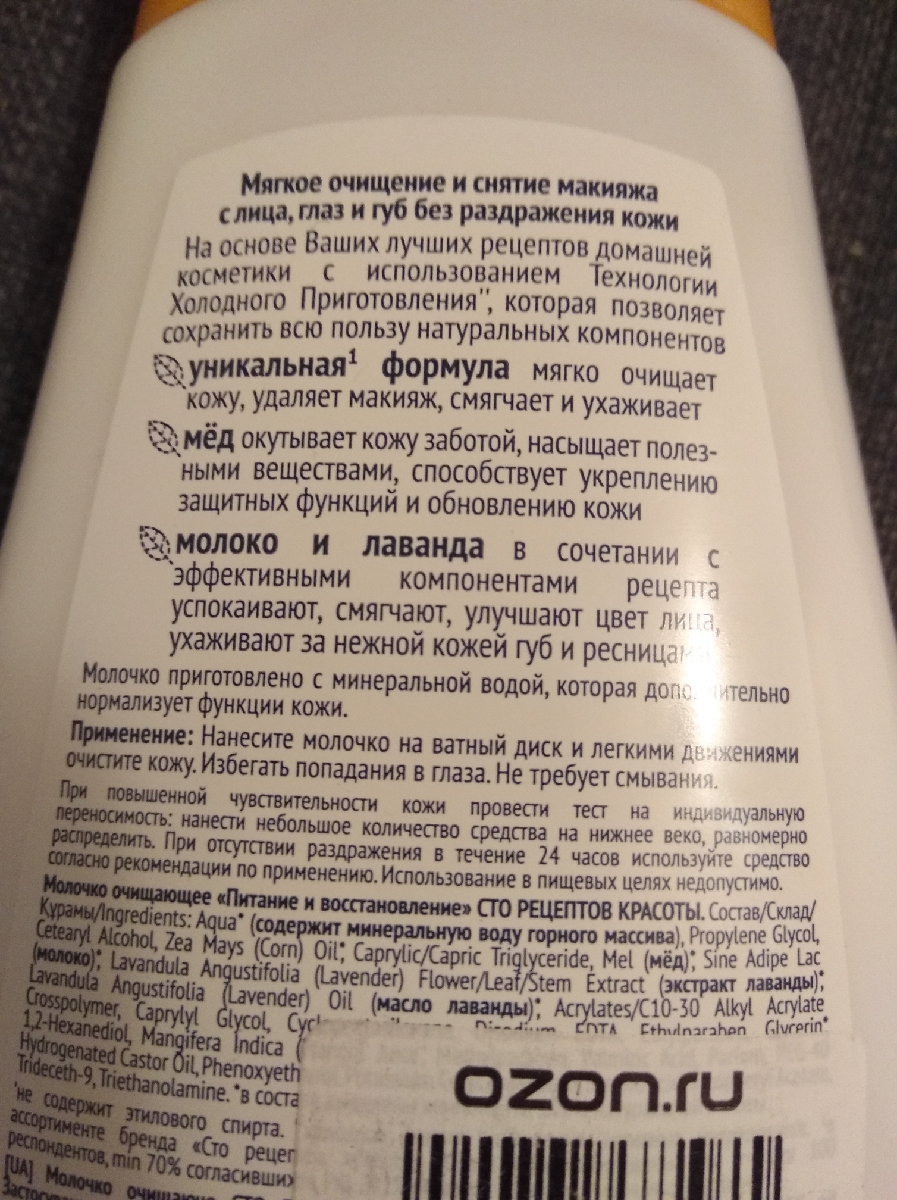 Мягкое очищение и снятие макияжа
с лица, глаз и губ без раздражения кожи
На основе Ваших лучших рецептов домашней
косметики с использованием Технологии
Холодного Приготовления'', которая позволяет
сохранить всю пользу натуральных компонентов
уникальная¹ формула мягко очищает
кожу, удаляет макияж, смягчает и ухаживает
мёд окутывает кожу заботой, насыщает полез-
ными веществами, способствует укреплению
защитных функций и обновлению кожи
молоко и лаванда в сочетании с
эффективными компонентами рецепта
успокаивают, смягчают, улучшают цвет лица,
ухаживают за нежной кожей губ и
Молочко приготовлено с минеральной водой, которая
нормализует функции кожи.
Применение: Нанесите молочко на ватный диск и легкими движениями
очистите кожу. Избегать попадания в глаза. Не требует смывания.
При повышенной чувствительности кожи провести тест на индивидуальную
переносимость: нанести небольшое количество средства на нижнее веко, равномерно
распределить. При отсутствии раздражения в течение 24 часов используйте средство
согласно рекомендации по применению. Использование в пищевых целях недопустимо.
Молочко очищающее «Питание и восстановление» СТО РЕЦЕПТОВ КРАСОТЫ. Состав/Склад/
Құрамы/Ingredients: Aqua* (содержит минеральную воду горного массива), Propylene Glycol,
Cetearyl Alcohol, Zea Mays (Corn) Oil*, Caprylic/Capric Triglyceride, Mel (мёд)*, Sine Adipe Lac
(молоко)*, Lavandula Angustifolia (Lavender) Flower/Leaf/Stem Extract (экстракт лаванды)*,
Lavandula Angustifolia (Lavender) Oil (масло лаванды)*, Acrylates/C10-30 Alkyl Acrylate
Crosspolymer, Caprylyl Glycol, Disodium EDTA, Ethylparaben, Glycerin*
1,2-Hexanediol, Mangifera Indica
Hydrogenated Castor Oil,
Trideceth-9, Triethanolamine. *в
ozon.ru
не содержит этилового спирта.
ассортименте бренда «Сто
респондентов, min 70%
[UA] Молочко